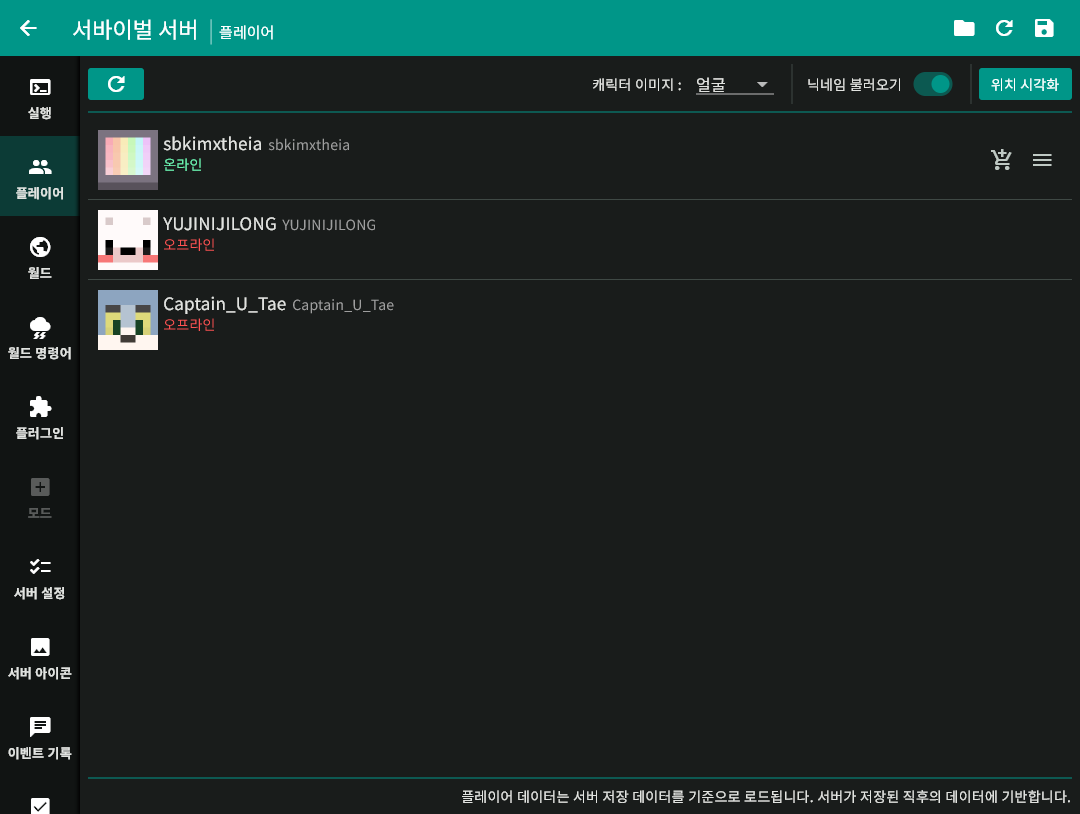 서바이벌 서버 플레이어
실행
플레이어
월드
월드 명령어
플러그인
모드
서버 설정
서버 아이콘
이벤트 기록
캐릭터 이미지 : 얼굴 닉네임 불러오기 위치 시각화
sbkimxtheia sbkimxtheia
온라인
YUJINIJILONG YUJINIJILONG
오프라인
Captain_U_Tae Captain_U_Tae
오프라인
플레이어 데이터는 서버 저장 데이터를 기준으로 로드됩니다. 서버가 저장된 직후의 데이터에 기반합니다.